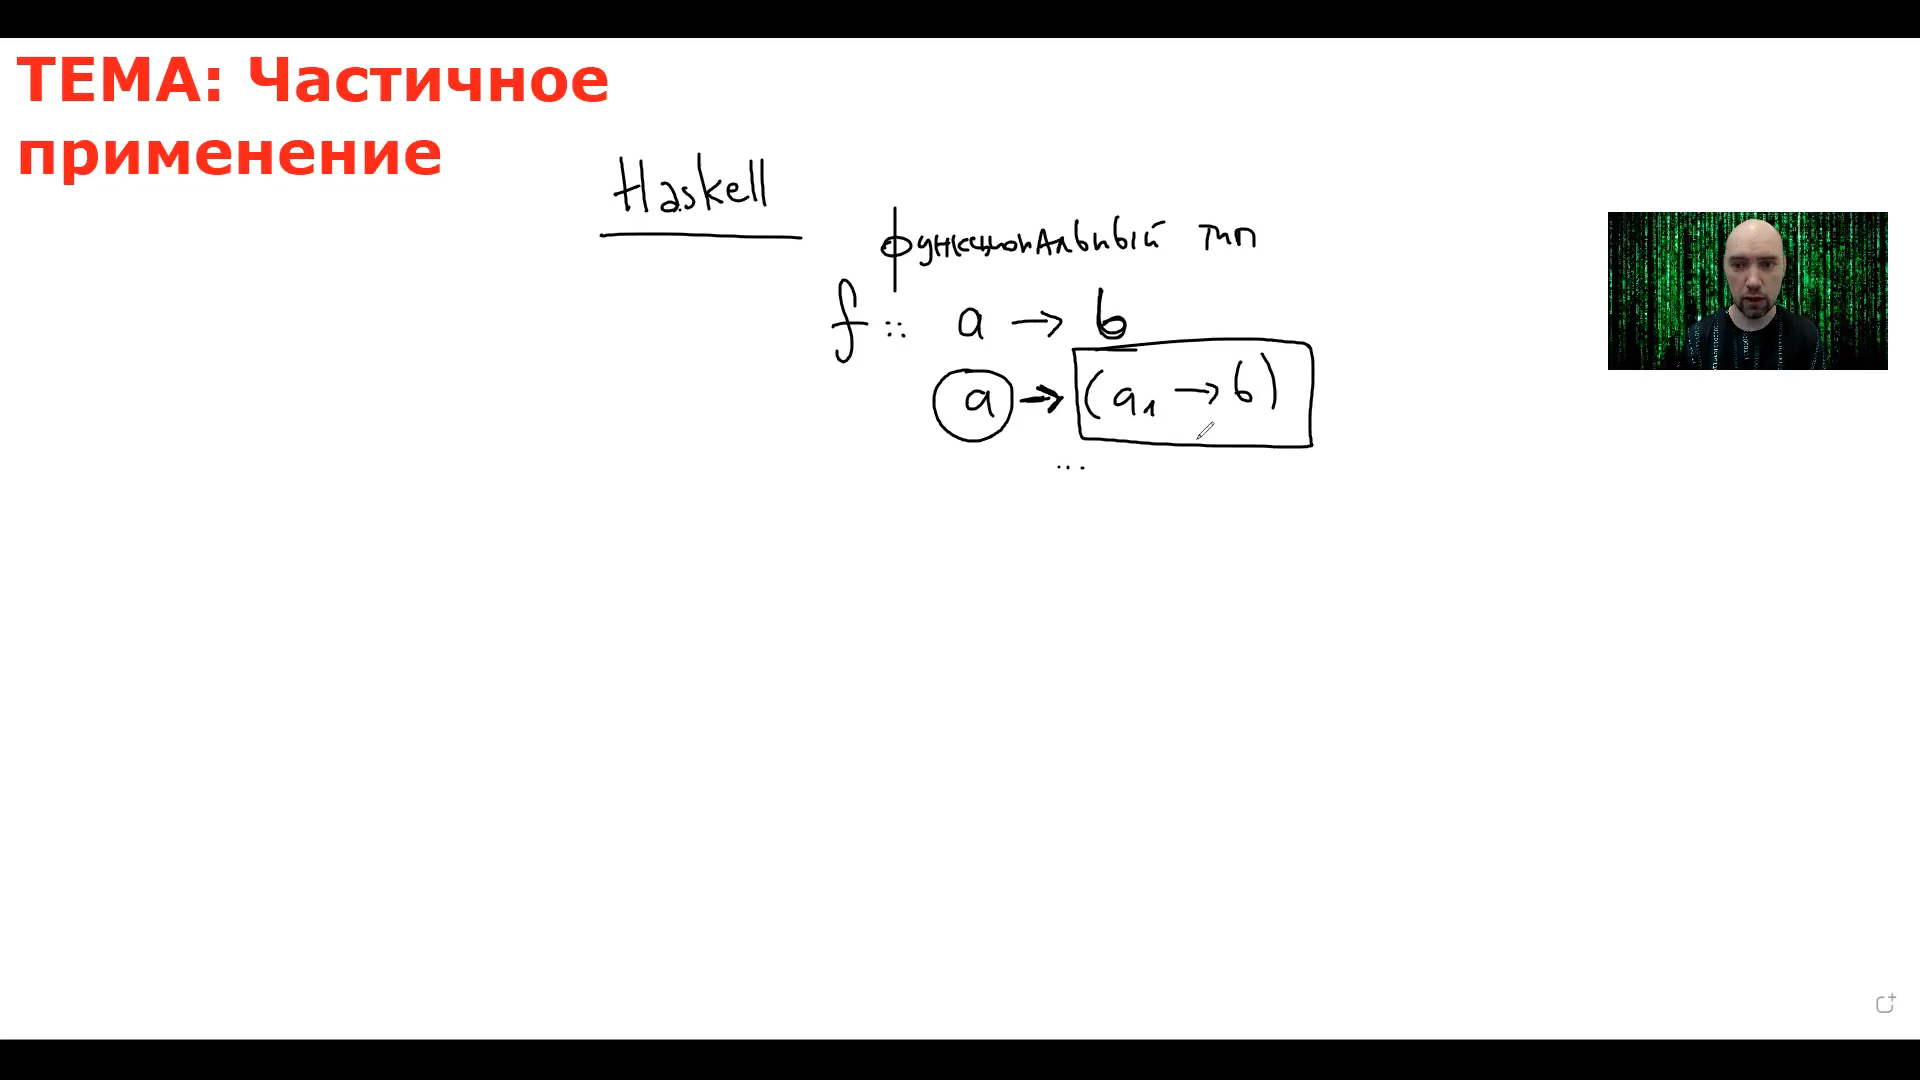 ТЕМА: Частичное
применение
Haskell
функциональный тип
f :: a → b
a → (a₁ → b)
...